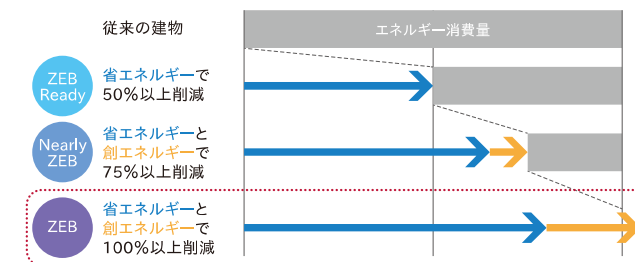 従来の建物
エネルギー消費量
ZEB
Ready
省エネルギーで
50%以上削減
Nearly
ZEB
省エネルギーと
創エネルギーで
75%以上削減
ZEB
省エネルギーと
創エネルギーで
100%以上削減